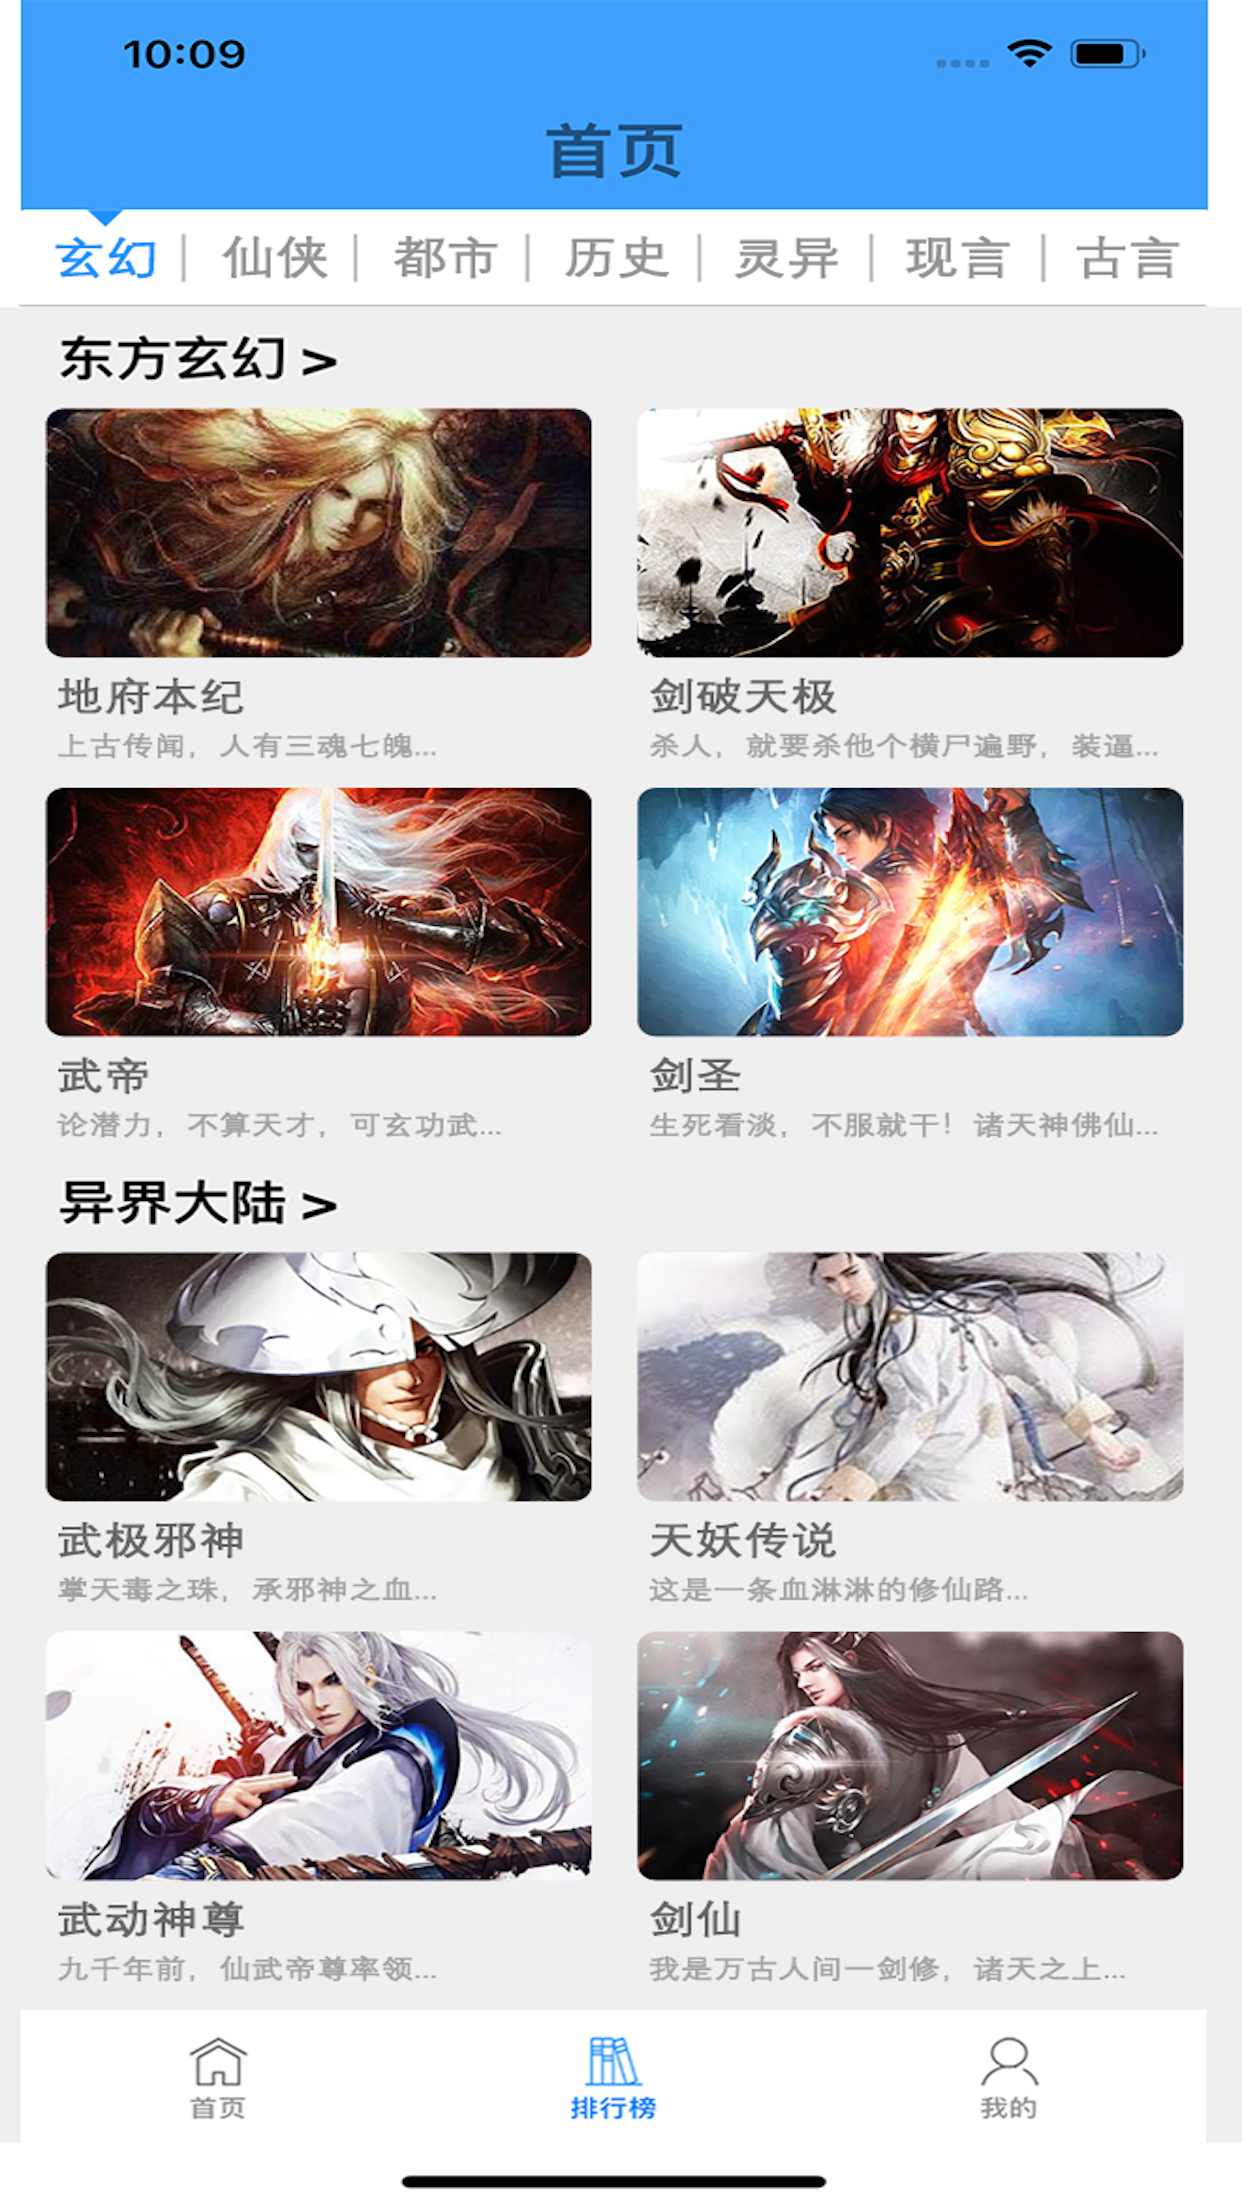 10:09
首页
玄幻 | 仙侠 | 都市 | 历史 | 灵异 | 现言 | 古言
东方玄幻 >
地府本纪 剑破天极
上古传闻，人有三魂七魄... 杀人，就要杀他个横尸遍野，装逼...
武帝 剑圣
论潜力，不算天才，可玄功武... 生死看淡，不服就干！诸天神佛仙...
异界大陆 >
武极邪神 天妖传说
掌天毒之珠，承邪神之血... 这是一条血淋淋的修仙路...
武动神尊 剑仙
九千年前，仙武帝尊率领... 我是万古人间一剑修，诸天之上...
首页 排行榜 我的